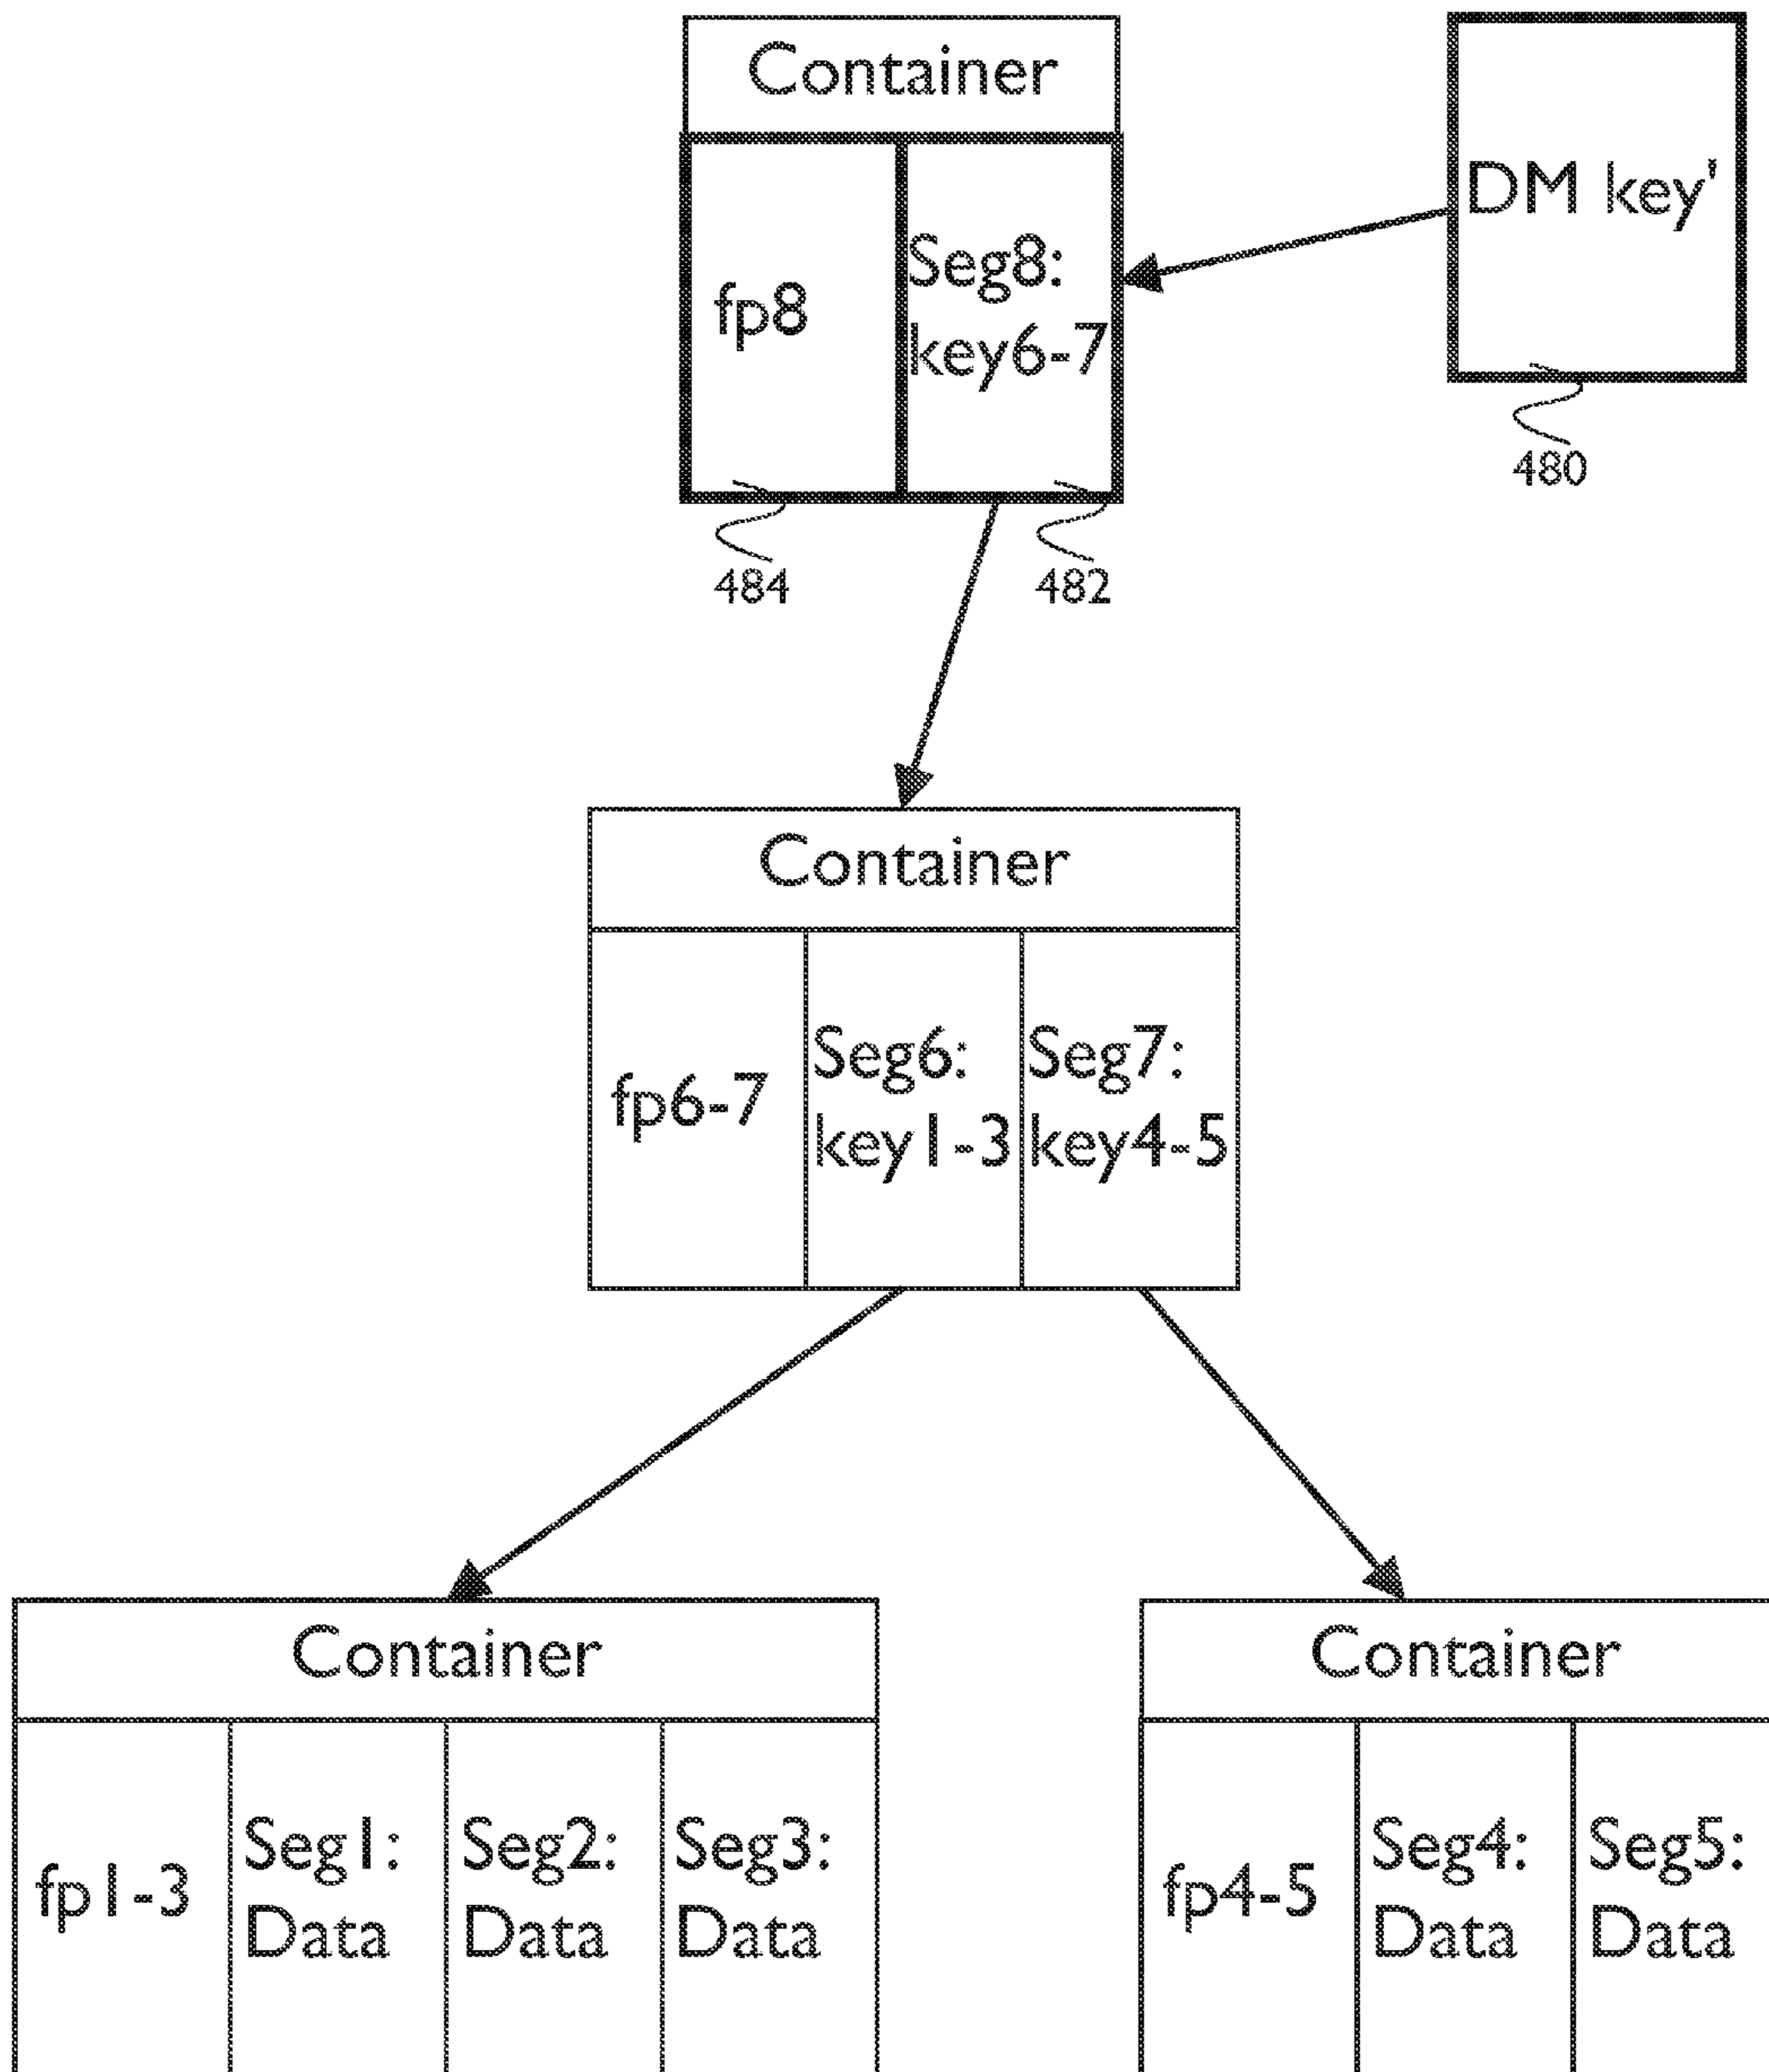 Container
DM key'
fp8
Seg8:
key6-7
480
484
482
Container
fp6-7
Seg6:
key1-3
Seg7:
key4-5
Container
Container
fp1-3
Seg1:
Data
Seg2:
Data
Seg3:
Data
fp4-5
Seg4:
Data
Seg5:
Data